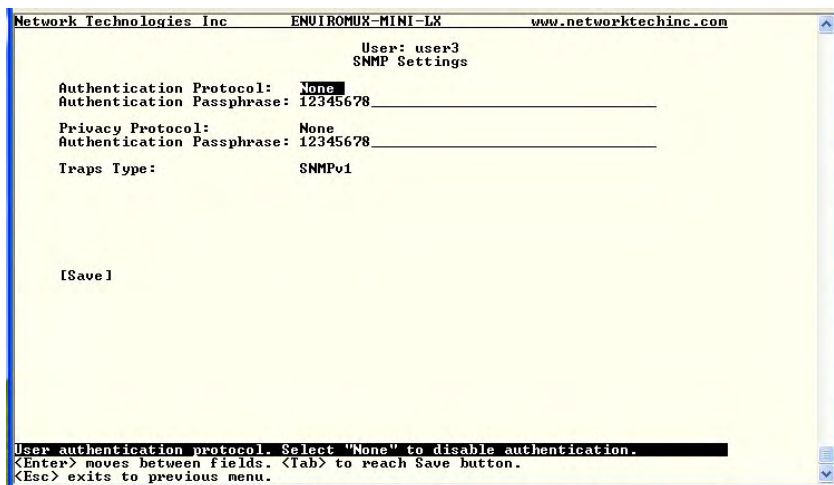 Network Technologies Inc ENVIROMUX-MINI-LX www.networktechinc.com
User: user3
SNMP Settings
Authentication Protocol: None
Authentication Passphrase: 12345678
Privacy Protocol: None
Authentication Passphrase: 12345678
Traps Type: SNMPv1
[Save]
User authentication protocol. Select "None" to disable authentication.
<Enter> moves between fields. <Tab> to reach Save button.
<Esc> exits to previous menu.